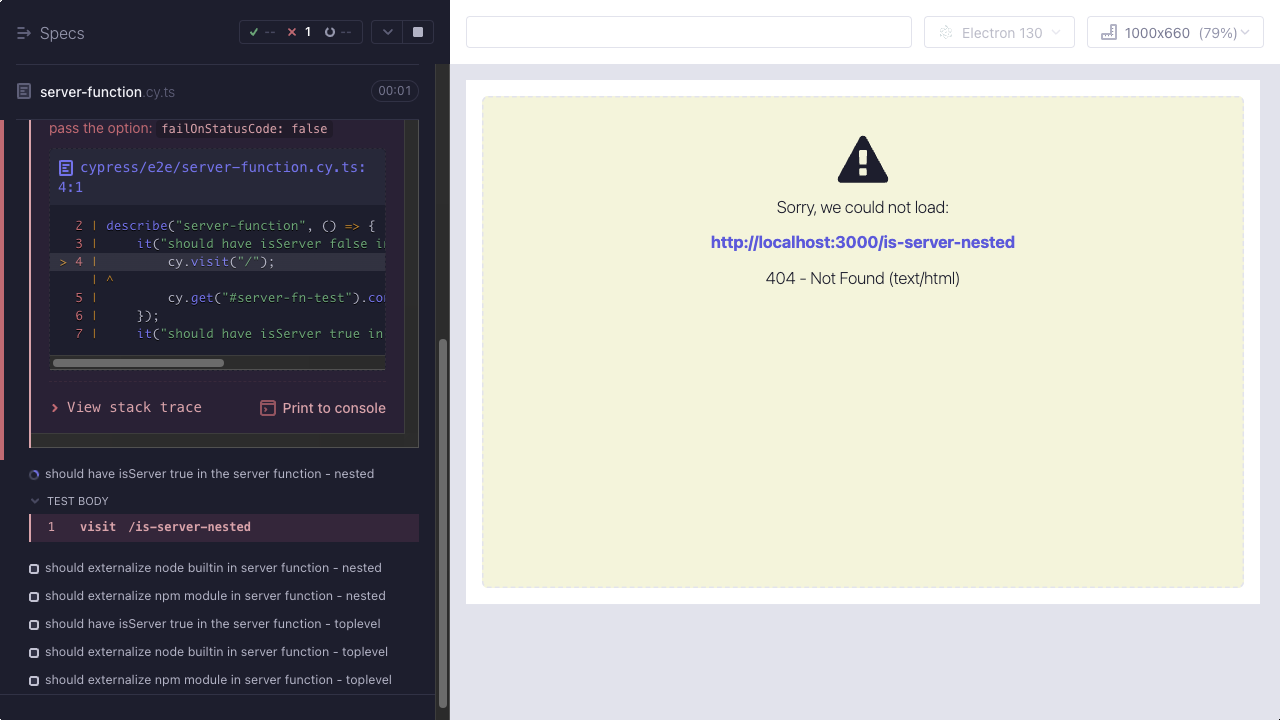 Specs
-- 1 --
server-function.cy.ts
00:01
pass the option: failOnStatusCode: false
cypress/e2e/server-function.cy.ts:
4:1
2 | describe("server-function", () => {
3 | it("should have isServer false in
> 4 | cy.visit("/");
| ^
5 | cy.get("#server-fn-test").con
6 | });
7 | it("should have isServer true in
View stack trace
Print to console
should have isServer true in the server function - nested
TEST BODY
1 visit /is-server-nested
should externalize node builtin in server function - nested
should externalize npm module in server function - nested
should have isServer true in the server function - toplevel
should externalize node builtin in server function - toplevel
should externalize npm module in server function - toplevel
Electron 130
1000x660 (79%)
Sorry, we could not load:
http://localhost:3000/is-server-nested
404 - Not Found (text/html)